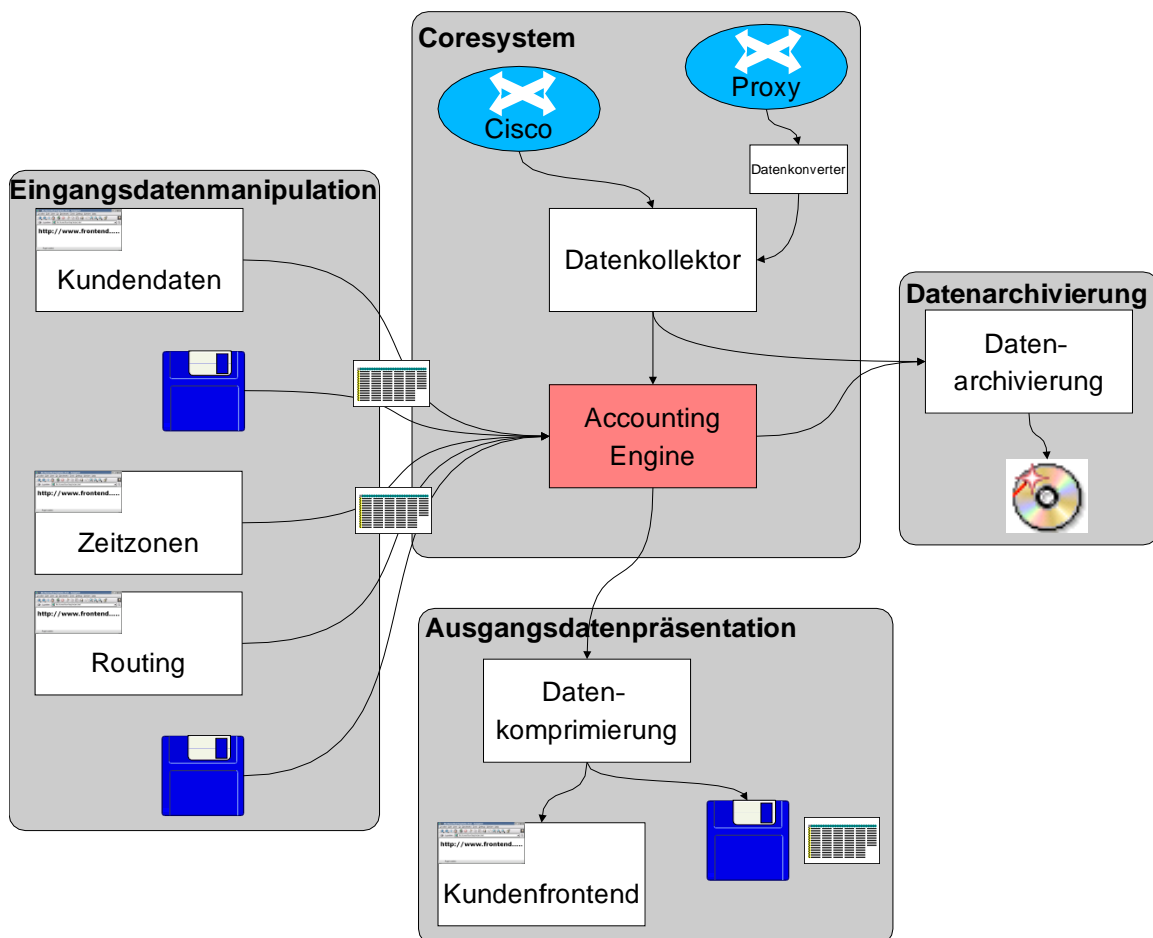 Coresystem
Proxy
Cisco
Datenkonverter
Datenkollektor
Accounting
Engine
Eingangsdatenmanipulation
http://www.frontend.....
Kundendaten
http://www.frontend.....
Zeitzonen
http://www.frontend.....
Routing
Datenarchivierung
Daten-
archivierung
Ausgangsdatenpräsentation
Daten-
komprimierung
http://www.frontend.....
Kundenfrontend